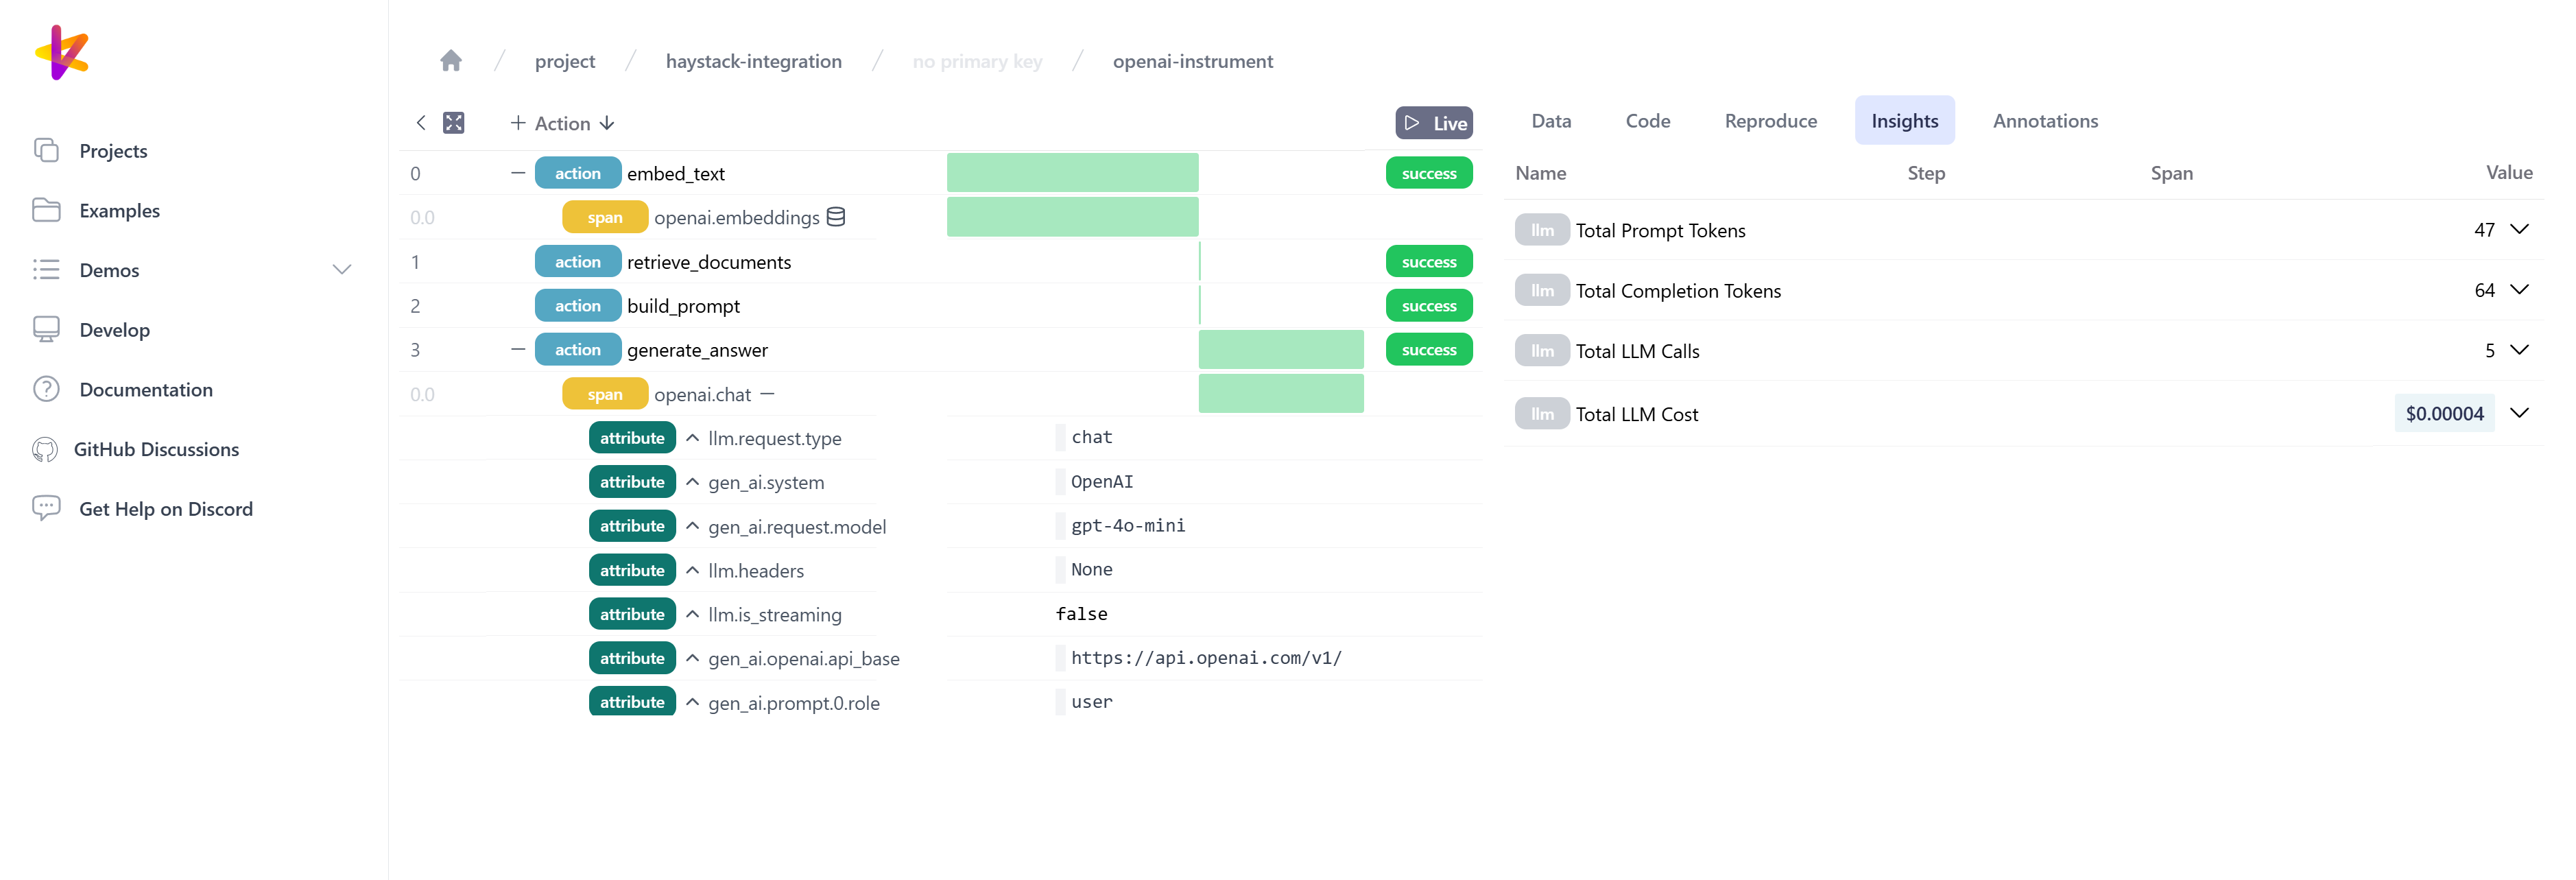 project / haystack-integration / no primary key / openai-instrument
Projects
Examples
Demos
Develop
Documentation
GitHub Discussions
Get Help on Discord
Action
Live
0 action embed_text success
0.0 span openai.embeddings
1 action retrieve_documents success
2 action build_prompt success
3 action generate_answer success
0.0 span openai.chat
attribute llm.request.type chat
attribute gen_ai.system OpenAI
attribute gen_ai.request.model gpt-4o-mini
attribute llm.headers None
attribute llm.is_streaming false
attribute gen_ai.openai.api_base https://api.openai.com/v1/
attribute gen_ai.prompt.0.role user
Data Code Reproduce Insights Annotations
Name Step Span Value
llm Total Prompt Tokens 47
llm Total Completion Tokens 64
llm Total LLM Calls 5
llm Total LLM Cost $0.00004